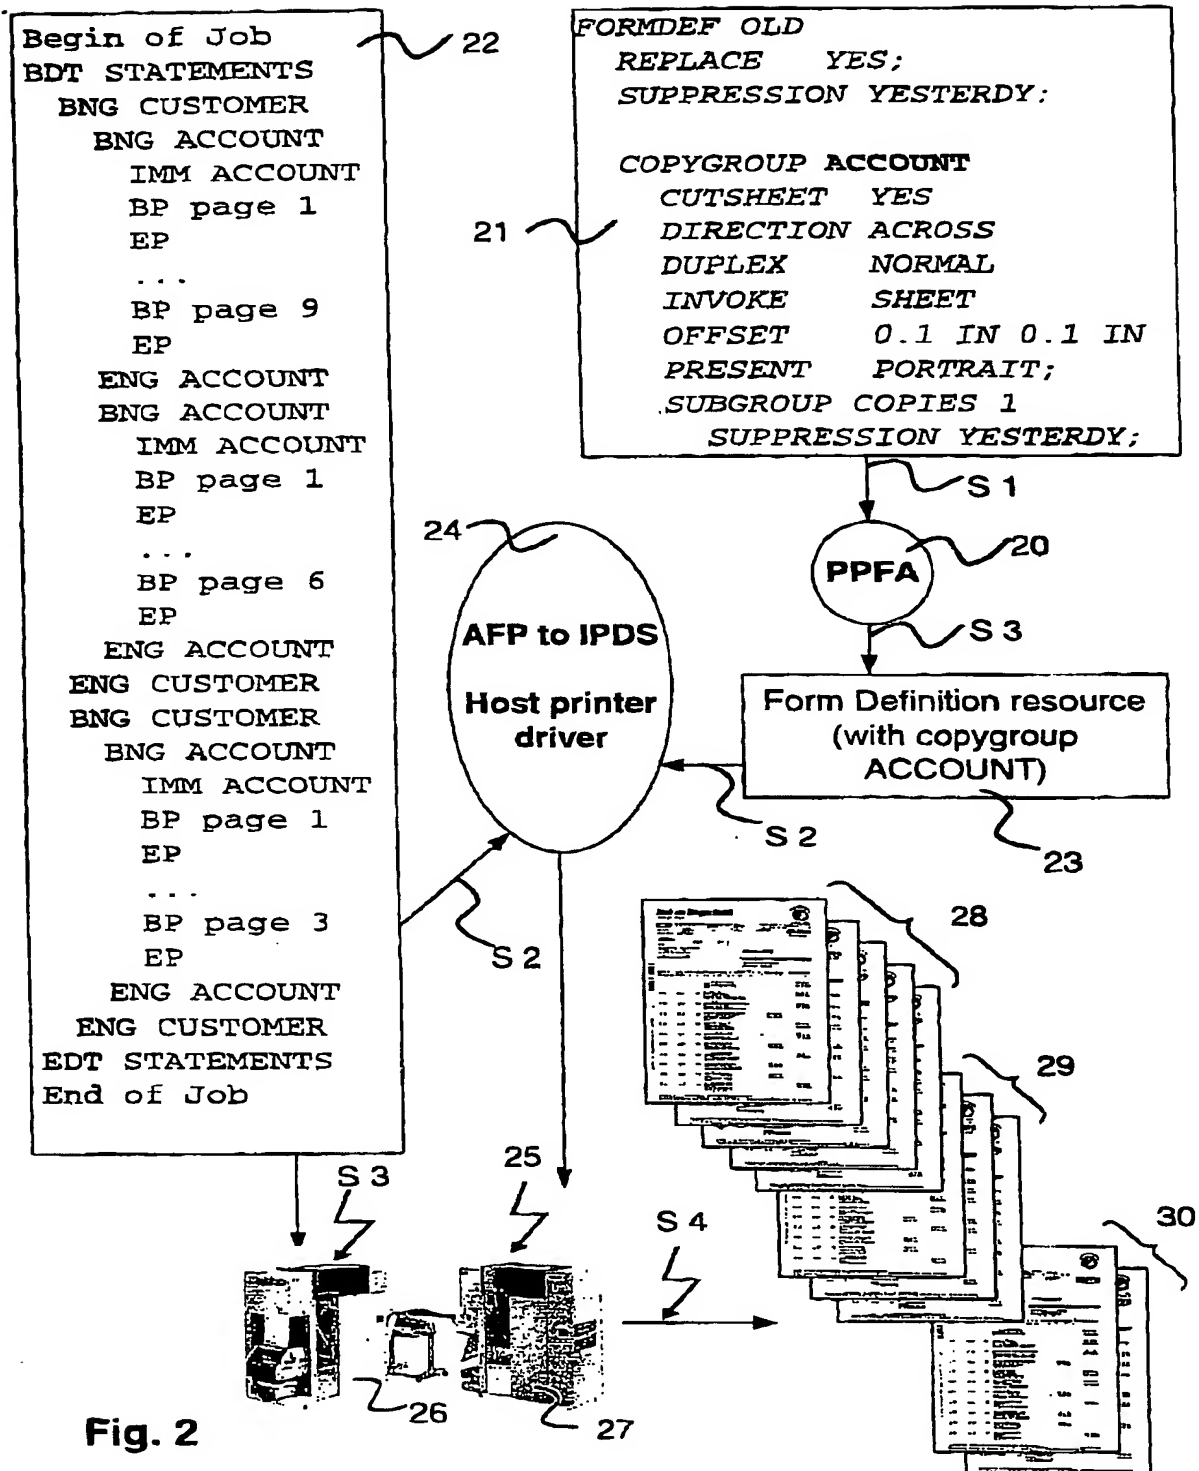 Begin of Job
BDT STATEMENTS
BNG CUSTOMER
BNG ACCOUNT
IMM ACCOUNT
BP page 1
EP
...
BP page 9
EP
ENG ACCOUNT
BNG ACCOUNT
IMM ACCOUNT
BP page 1
EP
...
BP page 6
EP
ENG ACCOUNT
ENG CUSTOMER
BNG CUSTOMER
BNG ACCOUNT
IMM ACCOUNT
BP page 1
EP
...
BP page 3
EP
ENG ACCOUNT
ENG CUSTOMER
EDT STATEMENTS
End of Job
22
FORMDEF OLD
REPLACE YES;
SUPPRESSION YESTERDY;
COPYGROUP ACCOUNT
CUTSHEET YES
DIRECTION ACROSS
DUPLEX NORMAL
INVOKE SHEET
OFFSET 0.1 IN 0.1 IN
PRESENT PORTRAIT;
SUBGROUP COPIES 1
SUPPRESSION YESTERDY;
21
S 1
20
PPFA
S 3
24
AFP to IPDS
Host printer
driver
Form Definition resource
(with copygroup
ACCOUNT)
S 2
23
S 2
28
29
30
S 3
25
S 4
26
27
Fig. 2